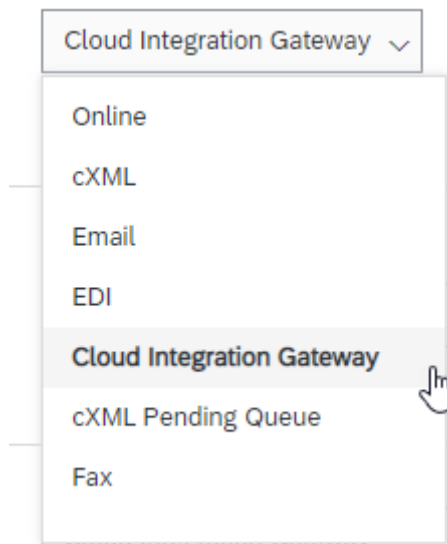 Cloud Integration Gateway
Online
cXML
Email
EDI
Cloud Integration Gateway
cXML Pending Queue
Fax